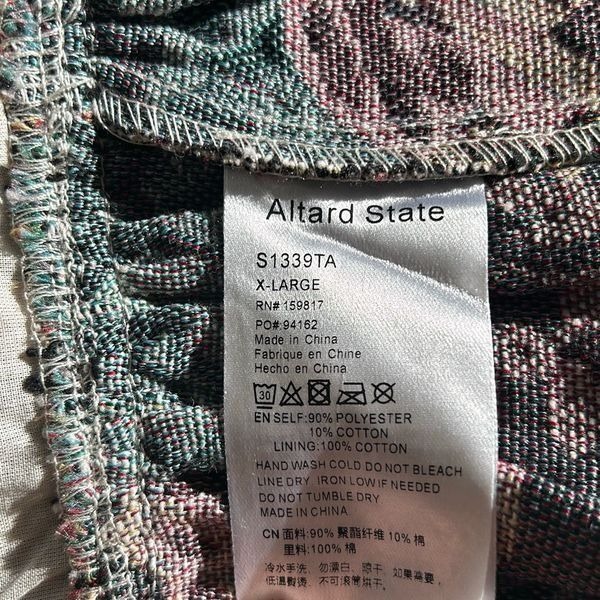 Altard State
S1339TA
X-LARGE
RN# 159817
PO#:94162
Made in China
Fabrique en Chine
Hecho en China
30
EN SELF:90% POLYESTER
10% COTTON
LINING:100% COTTON
HAND WASH COLD DO NOT BLEACH
LINE DRY IRON LOW IF NEEDED
DO NOT TUMBLE DRY
MADE IN CHINA
CN 面料:90% 聚酯纤维 10% 棉
里料:100% 棉
冷水手洗, 勿漂白, 晾干, 如果需要,
低温熨烫, 不可滚筒烘干.